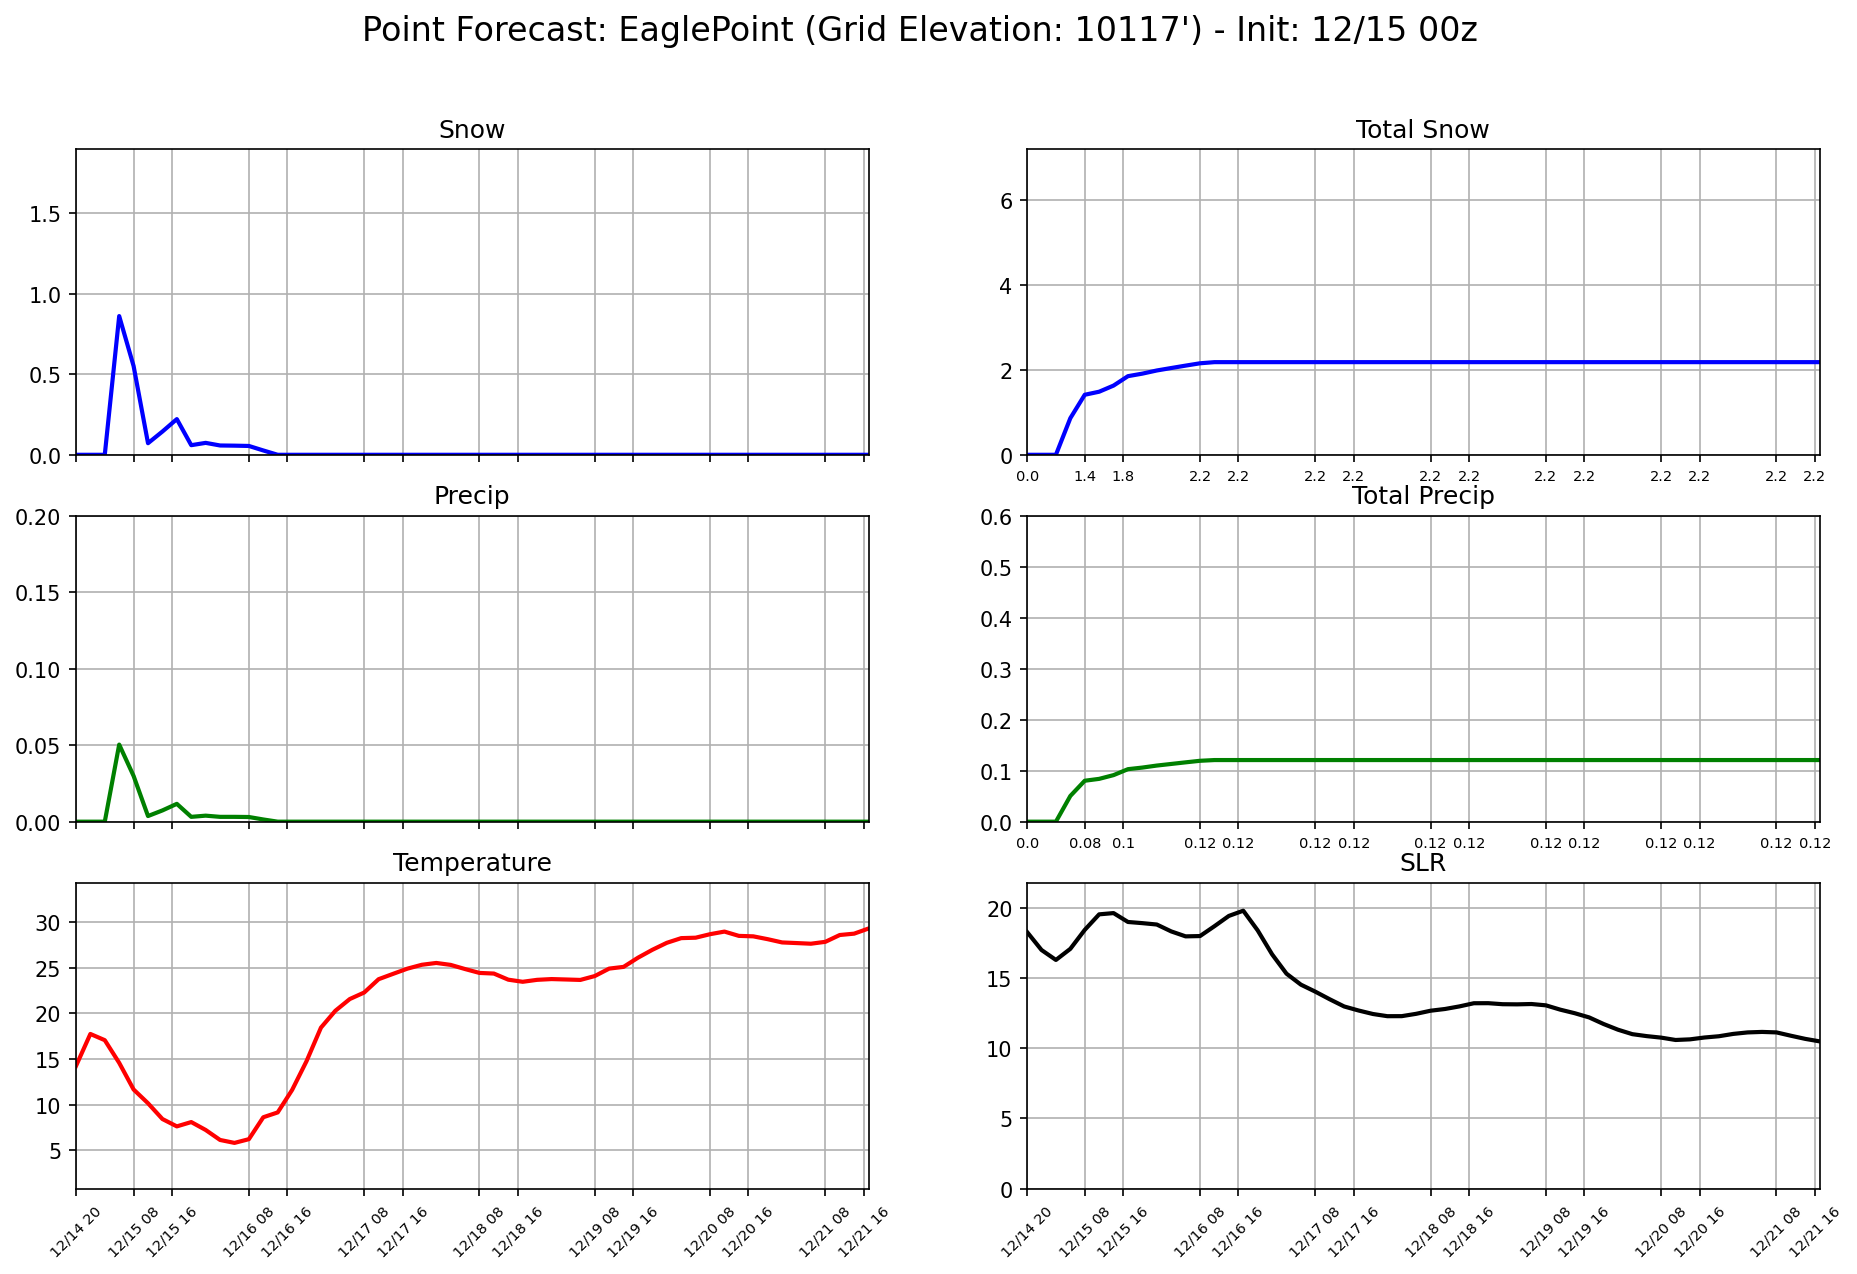 Point Forecast: EaglePoint (Grid Elevation: 10117') - Init: 12/15 00z
Snow
1.5
1.0
0.5
0.0
Total Snow
6
4
2
0
0.0 1.4 1.8 2.2 2.2 2.2 2.2 2.2 2.2 2.2 2.2 2.2 2.2 2.2 2.2
Precip
0.20
0.15
0.10
0.05
0.00
Total Precip
0.6
0.5
0.4
0.3
0.2
0.1
0.0
0.0 0.08 0.1 0.12 0.12 0.12 0.12 0.12 0.12 0.12 0.12 0.12 0.12 0.12 0.12
Temperature
30
25
20
15
10
5
12/14 20 12/15 08 12/15 16 12/16 08 12/16 16 12/17 08 12/17 16 12/18 08 12/18 16 12/19 08 12/19 16 12/20 08 12/20 16 12/21 08 12/21 16
SLR
20
15
10
5
0
12/14 20 12/15 08 12/15 16 12/16 08 12/16 16 12/17 08 12/17 16 12/18 08 12/18 16 12/19 08 12/19 16 12/20 08 12/20 16 12/21 08 12/21 16